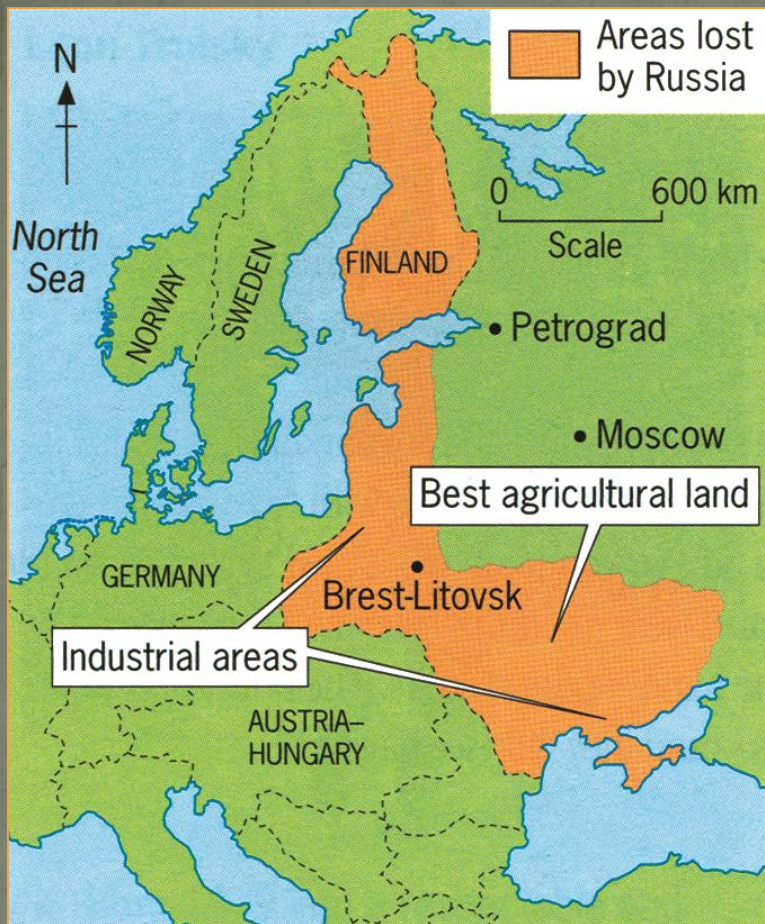 Areas lost
by Russia
N
0 600 km
Scale
North
Sea
NORWAY
SWEDEN
FINLAND
Petrograd
Moscow
Best agricultural land
GERMANY
Brest-Litovsk
Industrial areas
AUSTRIA–
HUNGARY